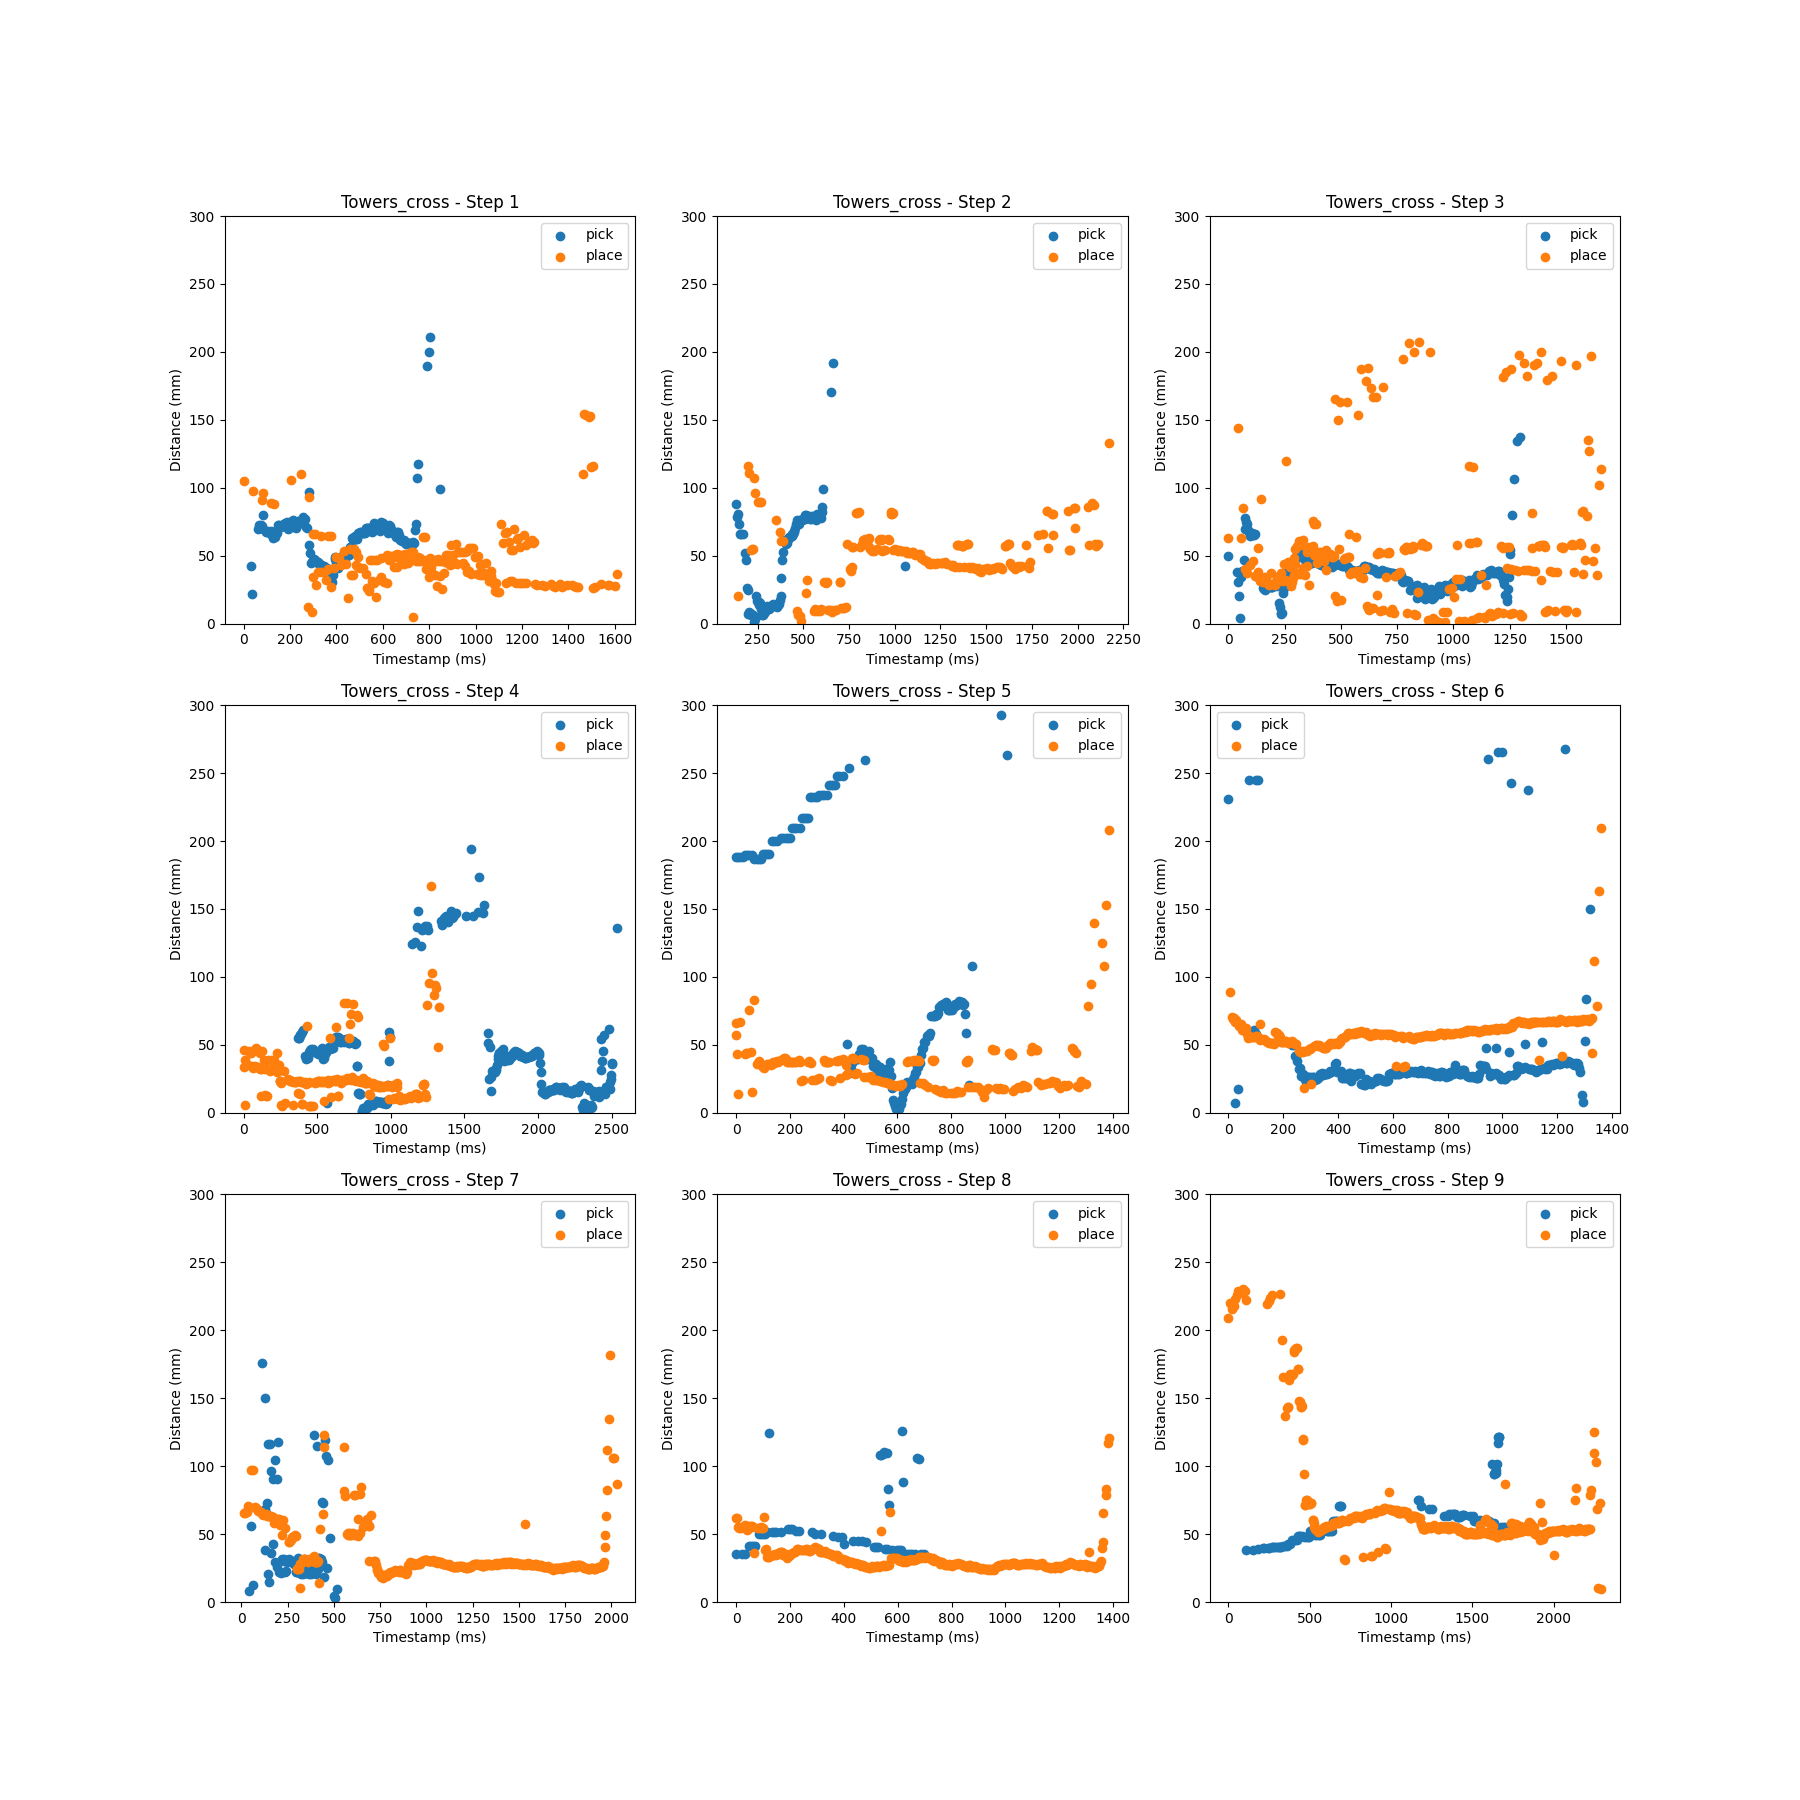 Towers_cross - Step 1
300
250
200
150
100
50
0
Distance (mm)
pick
place
0 200 400 600 800 1000 1200 1400 1600
Timestamp (ms)
Towers_cross - Step 2
300
250
200
150
100
50
0
Distance (mm)
pick
place
250 500 750 1000 1250 1500 1750 2000 2250
Timestamp (ms)
Towers_cross - Step 3
300
250
200
150
100
50
0
Distance (mm)
pick
place
0 250 500 750 1000 1250 1500
Timestamp (ms)
Towers_cross - Step 4
300
250
200
150
100
50
0
Distance (mm)
pick
place
0 500 1000 1500 2000 2500
Timestamp (ms)
Towers_cross - Step 5
300
250
200
150
100
50
0
Distance (mm)
pick
place
0 200 400 600 800 1000 1200 1400
Timestamp (ms)
Towers_cross - Step 6
300
250
200
150
100
50
0
Distance (mm)
pick
place
0 200 400 600 800 1000 1200 1400
Timestamp (ms)
Towers_cross - Step 7
300
250
200
150
100
50
0
Distance (mm)
pick
place
0 250 500 750 1000 1250 1500 1750 2000
Timestamp (ms)
Towers_cross - Step 8
300
250
200
150
100
50
0
Distance (mm)
pick
place
0 200 400 600 800 1000 1200 1400
Timestamp (ms)
Towers_cross - Step 9
300
250
200
150
100
50
0
Distance (mm)
pick
place
0 500 1000 1500 2000
Timestamp (ms)